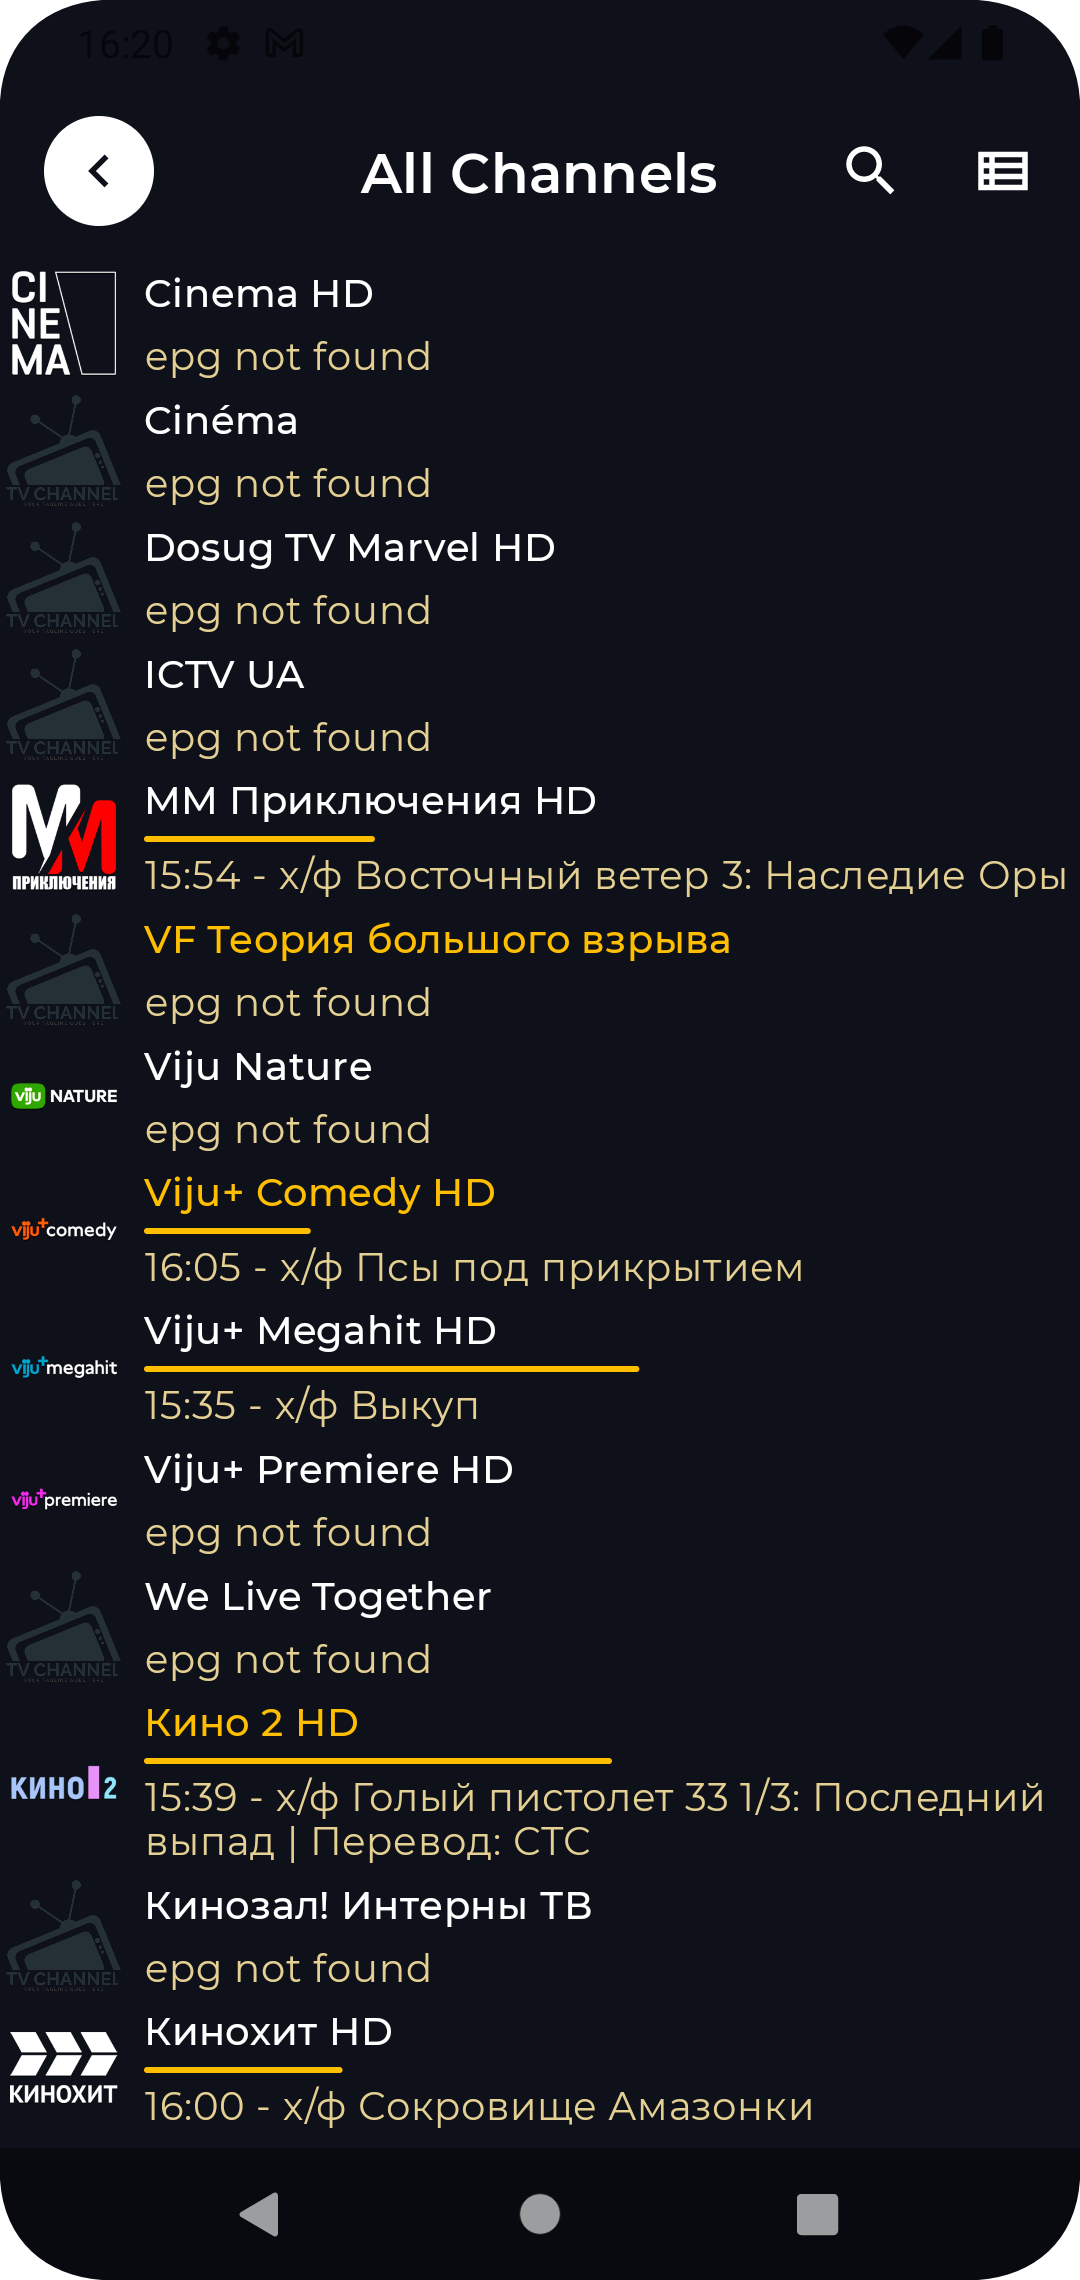 16:20
All Channels
CI
NE
MA
Cinema HD
epg not found
TV CHANNEL
Cinéma
epg not found
TV CHANNEL
Dosug TV Marvel HD
epg not found
TV CHANNEL
ICTV UA
epg not found
MM
ПРИКЛЮЧЕНИЯ
ММ Приключения HD
15:54 - х/ф Восточный ветер 3: Наследие Оры
TV CHANNEL
VF Теория большого взрыва
epg not found
viju NATURE
Viju Nature
epg not found
viju+comedy
Viju+ Comedy HD
16:05 - х/ф Псы под прикрытием
viju+megahit
Viju+ Megahit HD
15:35 - х/ф Выкуп
viju+premiere
Viju+ Premiere HD
epg not found
TV CHANNEL
We Live Together
epg not found
КИНО 2
Кино 2 HD
15:39 - х/ф Голый пистолет 33 1/3: Последний
выпад | Перевод: СТС
TV CHANNEL
Кинозал! Интерны ТВ
epg not found
КИНОХИТ
Кинохит HD
16:00 - х/ф Сокровище Амазонки